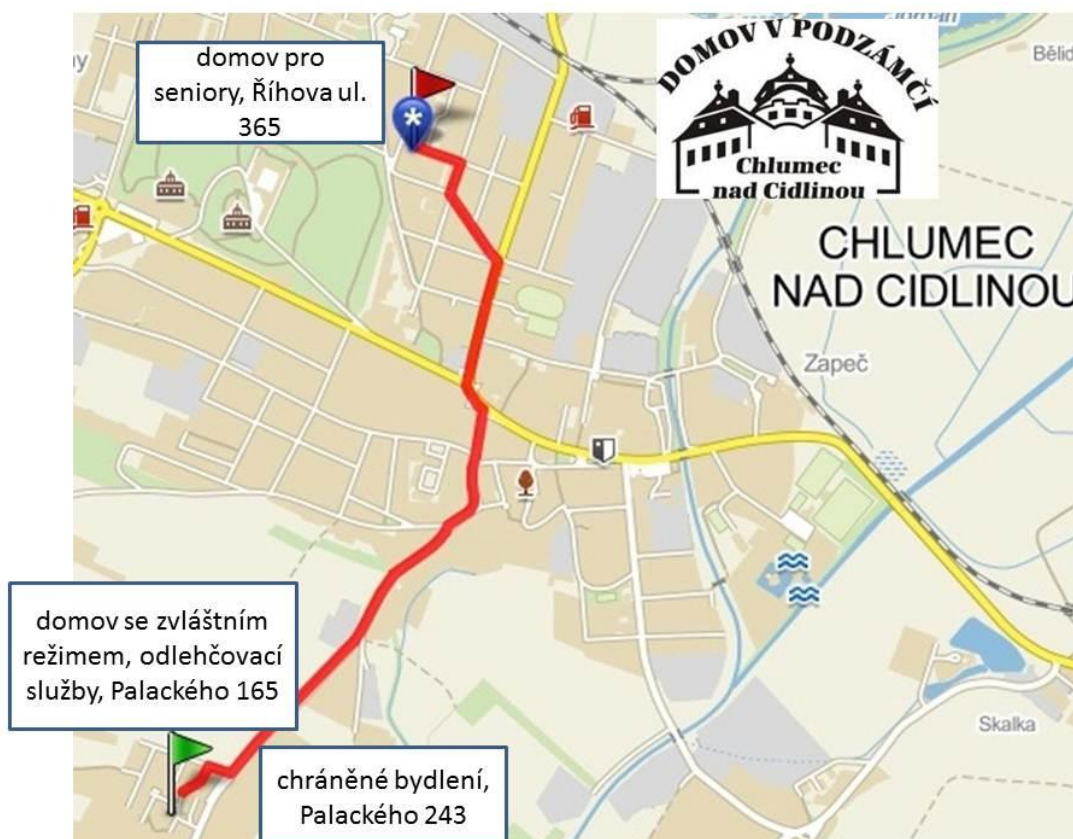 domov pro
seniory, Říhova ul.
365
DOMOV V PODZÁMČÍ
Chlumec
nad Cidlinou
CHLUMEC
NAD CIDLINOU
Zapeč
domov se zvláštním
režimem, odlehčovací
služby, Palackého 165
Skalka
chráněné bydlení,
Palackého 243